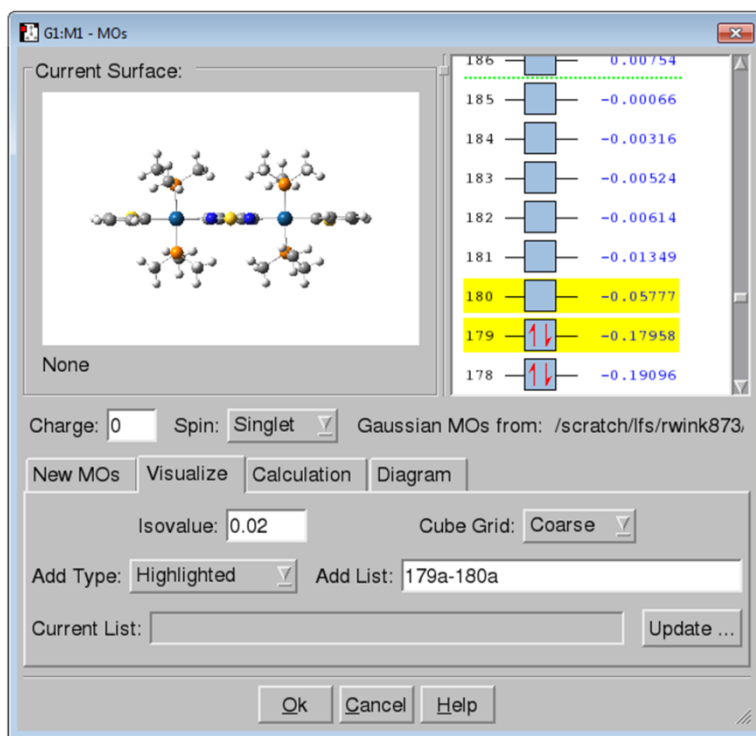 G1:M1 - MOs
Current Surface:
None
186 0.00754
185 -0.00066
184 -0.00316
183 -0.00524
182 -0.00614
181 -0.01349
180 -0.05777
179 -0.17958
178 -0.19096
Charge: 0 Spin: Singlet Gaussian MOs from: /scratch/lfs/rwink873/
New MOs Visualize Calculation Diagram
Isovalue: 0.02 Cube Grid: Coarse
Add Type: Highlighted Add List: 179a-180a
Current List: Update ...
Ok Cancel Help